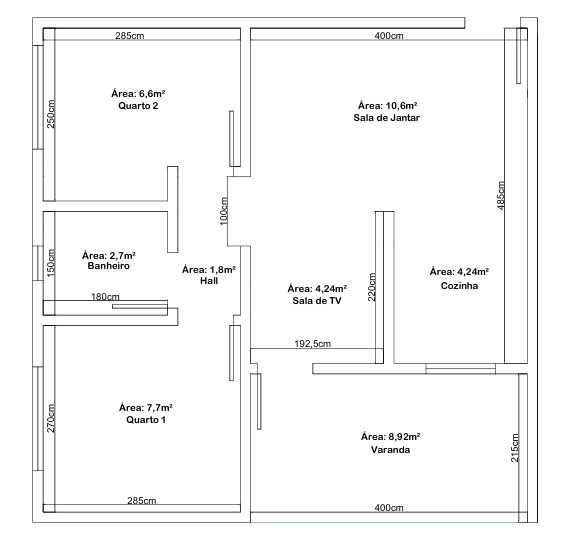 285cm
400cm
Área: 6,6m²
Quarto 2
250cm
Área: 10,6m²
Sala de Jantar
485cm
100cm
150cm
Área: 2,7m²
Banheiro
180cm
Área: 1,8m²
Hall
Área: 4,24m²
Sala de TV
220cm
192,5cm
Área: 4,24m²
Cozinha
270cm
Área: 7,7m²
Quarto 1
285cm
Área: 8,92m²
Varanda
215cm
400cm